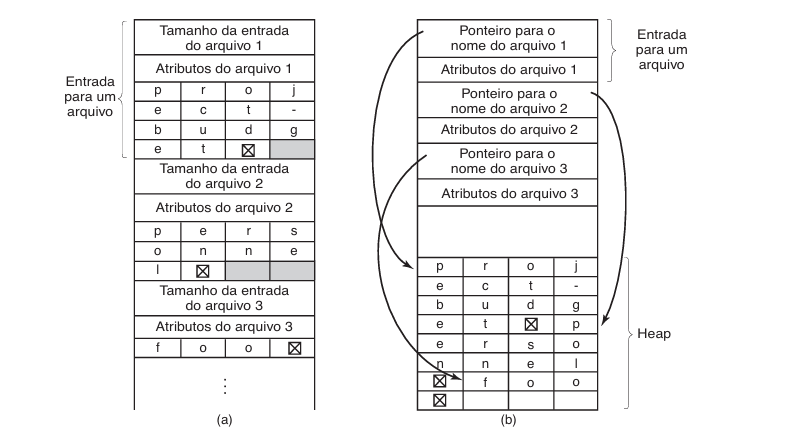 Tamanho da entrada
do arquivo 1
Atributos do arquivo 1
p r o j
e c t -
b u d g
e t ☒
Tamanho da entrada
do arquivo 2
Atributos do arquivo 2
p e r s
o n n e
l ☒
Tamanho da entrada
do arquivo 3
Atributos do arquivo 3
f o o ☒
⋮
Entrada
para um
arquivo
(a)
Ponteiro para o
nome do arquivo 1
Atributos do arquivo 1
Ponteiro para o
nome do arquivo 2
Atributos do arquivo 2
Ponteiro para o
nome do arquivo 3
Atributos do arquivo 3
p r o j
e c t -
b u d g
e t ☒ p
e r s o
n n e l
☒ f o o
☒
Entrada
para um
arquivo
Heap
(b)